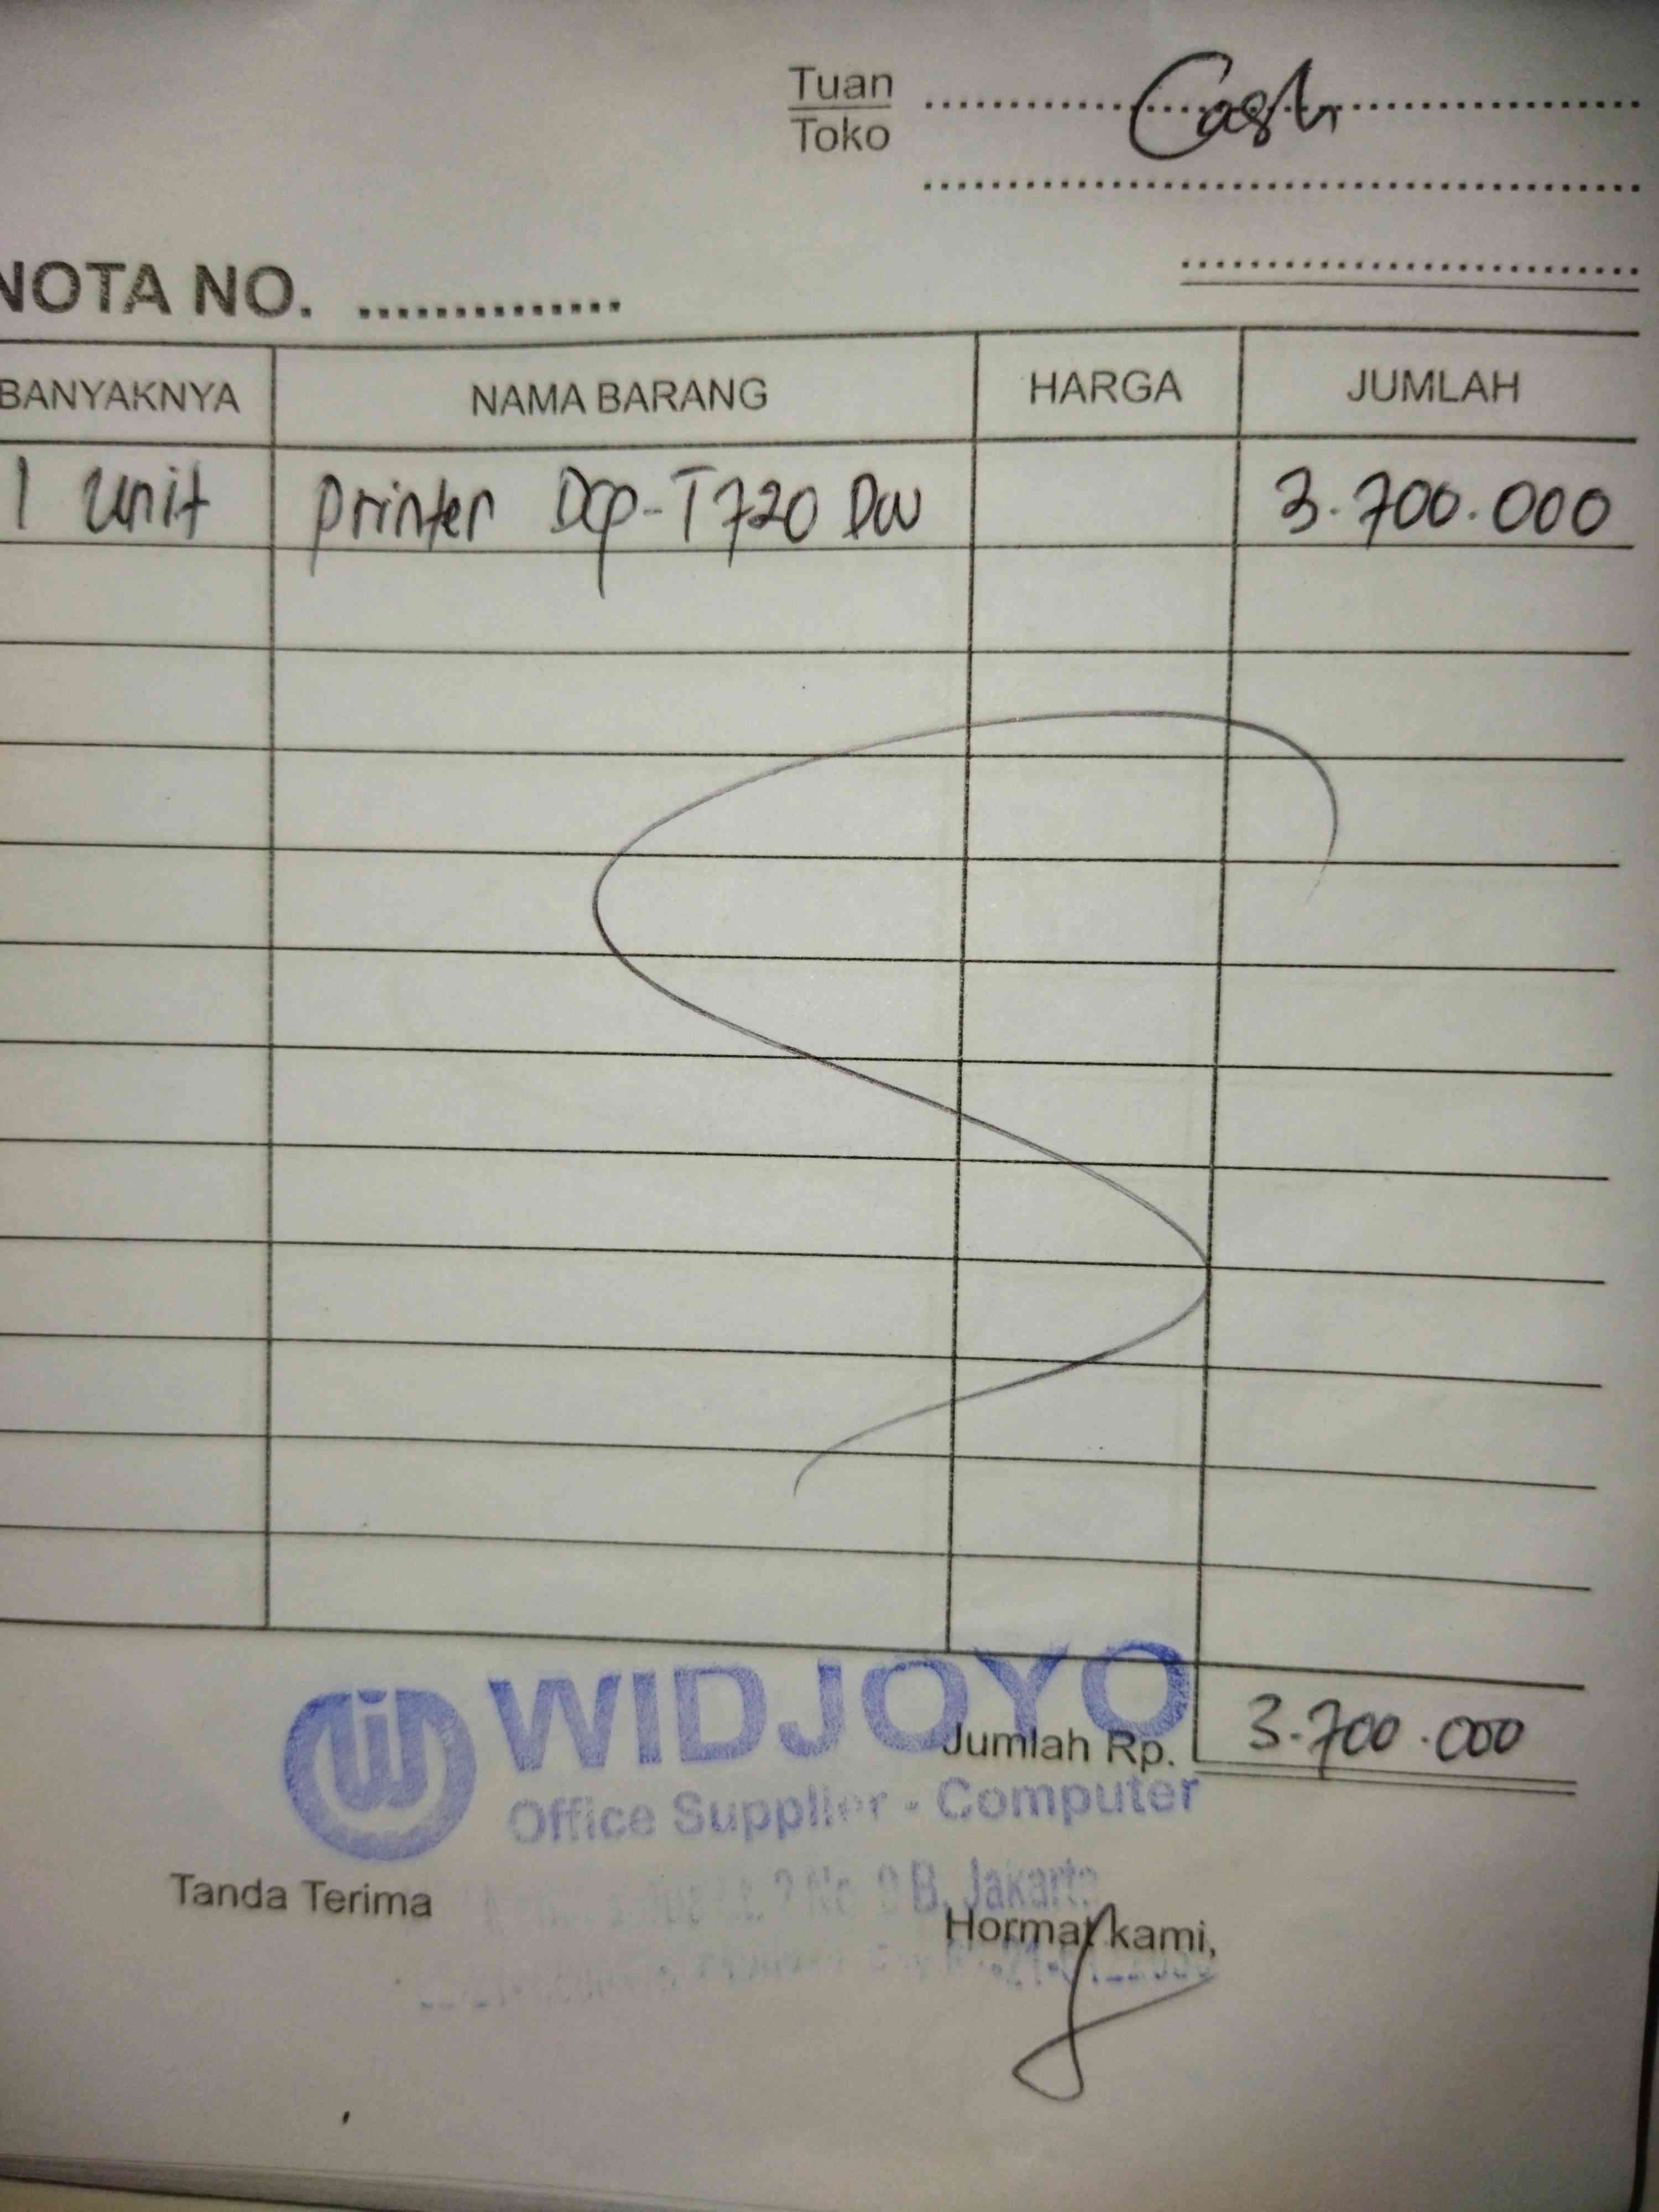 Tuan Cash
Toko
NOTA NO. ..............
BANYAKNYA NAMA BARANG HARGA JUMLAH
1 Unit Printer Dcp-T720 Dw 3.700.000
WIDJOYO
Jumlah Rp. 3.700.000
Office Supplier - Computer
B, Jakarta
Tanda Terima
Hormat kami,